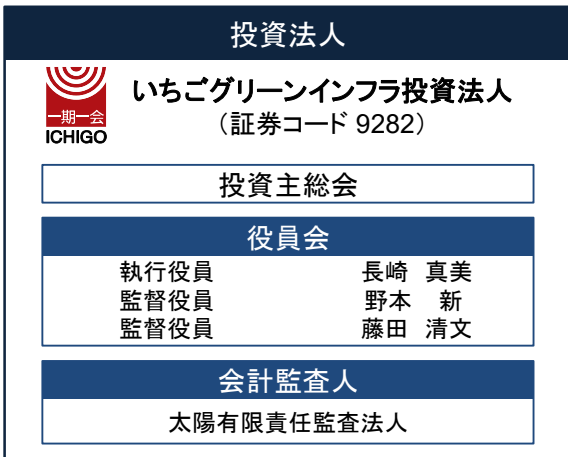 投資法人
一期一会
ICHIGO
いちごグリーンインフラ投資法人
（証券コード 9282）
投資主総会
役員会
執行役員 長崎 真美
監督役員 野本 新
監督役員 藤田 清文
会計監査人
太陽有限責任監査法人